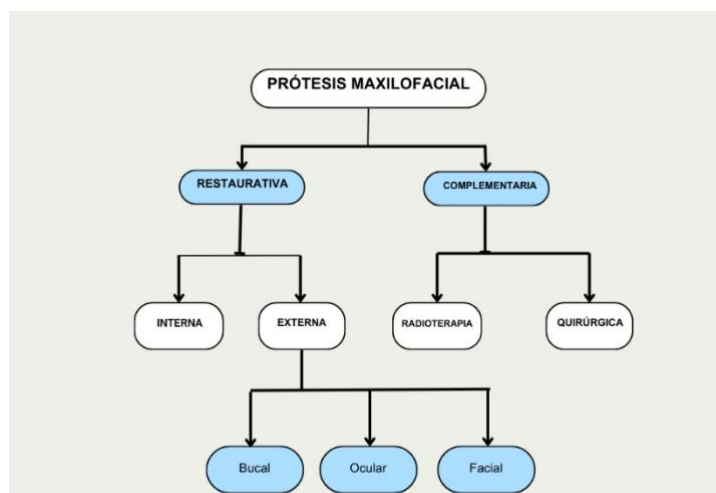 PRÓTESIS MAXILOFACIAL
RESTAURATIVA
COMPLEMENTARIA
INTERNA
EXTERNA
RADIOTERAPIA
QUIRÚRGICA
Bucal
Ocular
Facial